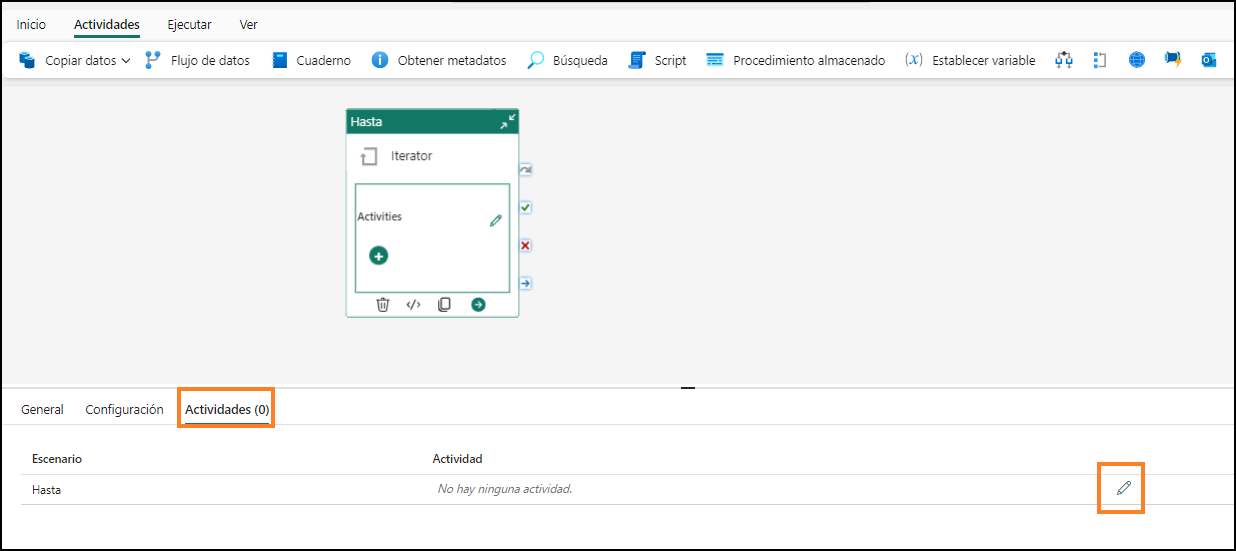 Inicio Actividades Ejecutar Ver
Copiar datos Flujo de datos Cuaderno Obtener metadatos Búsqueda Script Procedimiento almacenado (x) Establecer variable
Hasta
Iterator
Activities
General Configuración Actividades (0)
Escenario Actividad
Hasta No hay ninguna actividad.